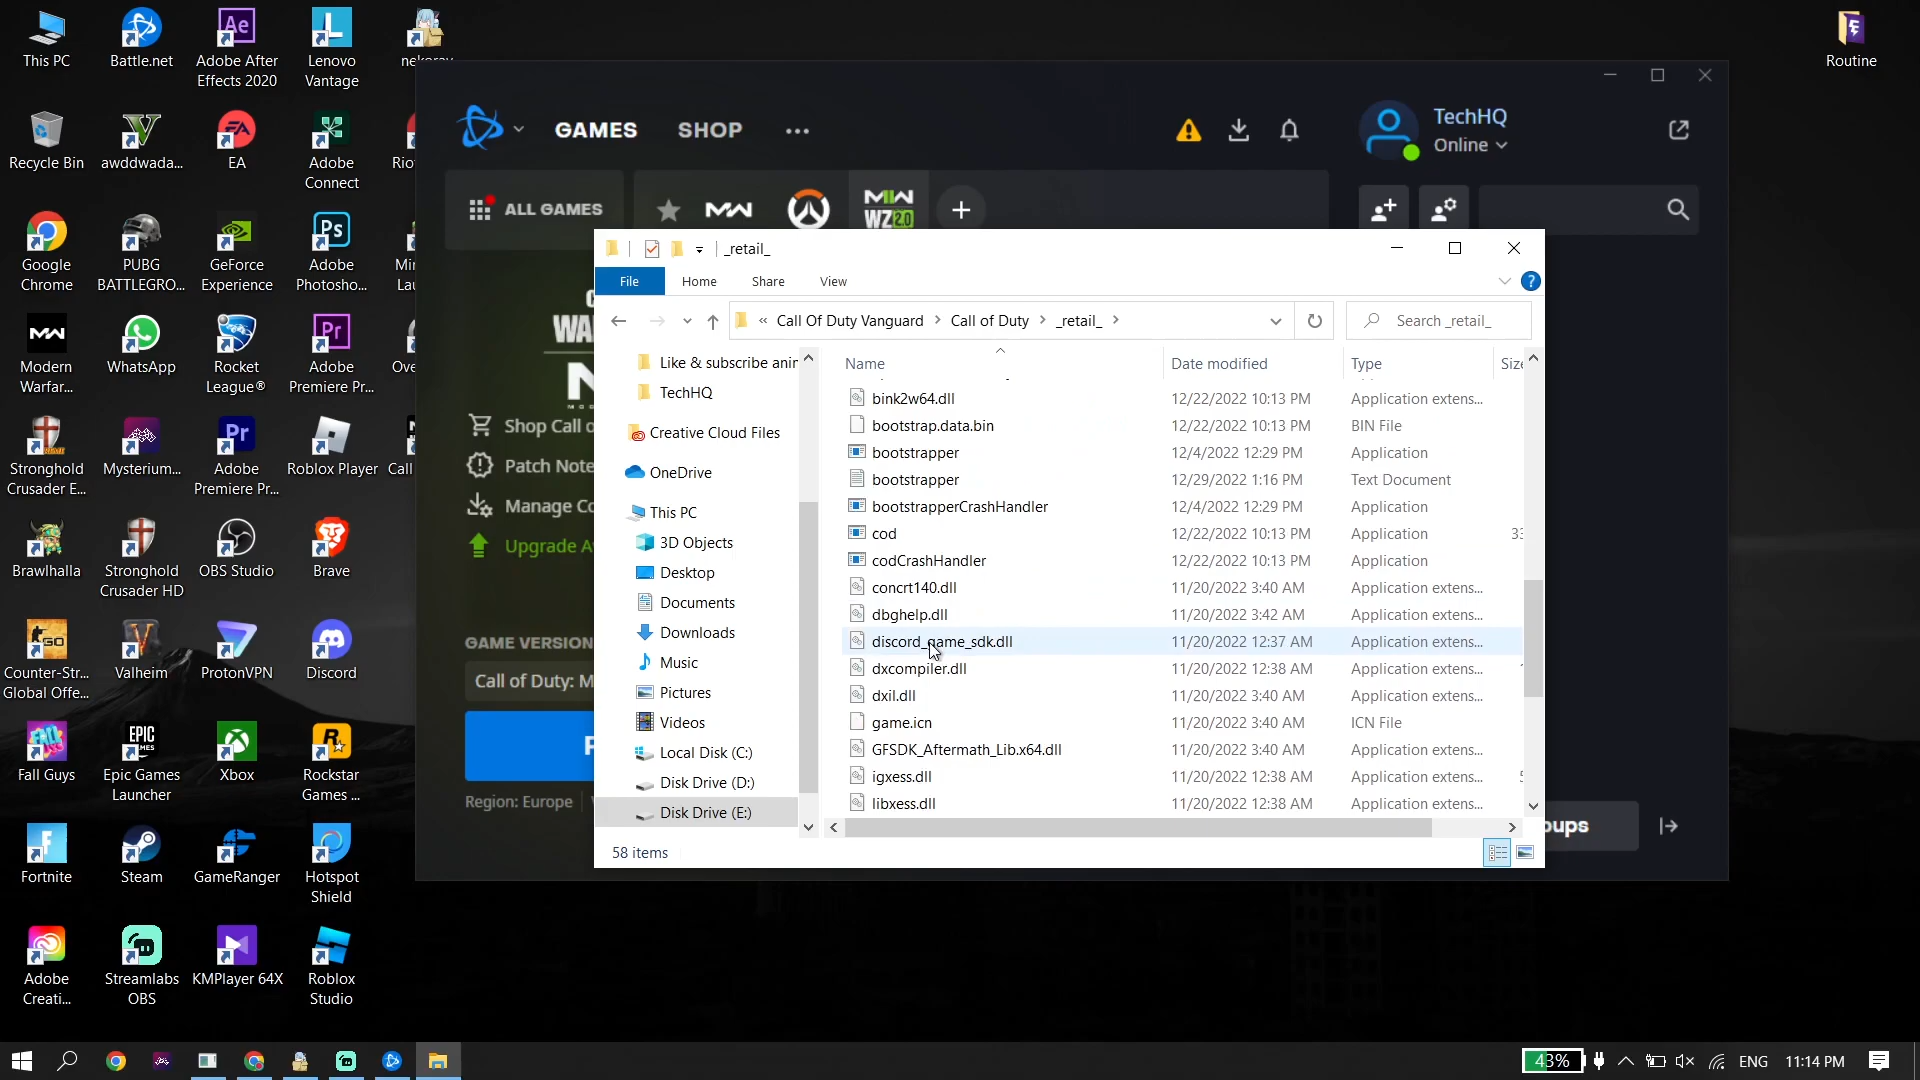 This PC
Battle.net
Adobe After
Effects 2020
Lenovo
Vantage
Routine
Recycle Bin
awddwada...
EA
Adobe
Connect
Google
Chrome
PUBG
BATTLEGRO...
GeForce
Experience
Adobe
Photosho...
Modern
Warfar...
WhatsApp
Rocket
League®
Adobe
Premiere Pr...
Stronghold
Crusader E...
Mysterium...
Adobe
Premiere Pr...
Roblox Player
Call
Brawlhalla
Stronghold
Crusader HD
OBS Studio
Brave
Counter-Str...
Global Offe...
Valheim
ProtonVPN
Discord
Fall Guys
Epic Games
Launcher
Xbox
Rockstar
Games ...
Fortnite
Steam
GameRanger
Hotspot
Shield
Adobe
Creati...
Streamlabs
OBS
KMPlayer 64X
Roblox
Studio
GAMES
SHOP
TechHQ
Online
ALL GAMES
MW
MW
WZ 2.0
Shop Call o
Patch Note
Manage Co
Upgrade A
GAME VERSION
Call of Duty: M
P
Region: Europe
oups
_retail_
File
Home
Share
View
« Call Of Duty Vanguard > Call of Duty > _retail_ >
Search _retail_
Like & subscribe anir
TechHQ
Creative Cloud Files
OneDrive
This PC
3D Objects
Desktop
Documents
Downloads
Music
Pictures
Videos
Local Disk (C:)
Disk Drive (D:)
Disk Drive (E:)
Name Date modified Type Size
bink2w64.dll 12/22/2022 10:13 PM Application extens...
bootstrap.data.bin 12/22/2022 10:13 PM BIN File
bootstrapper 12/4/2022 12:29 PM Application
bootstrapper 12/29/2022 1:16 PM Text Document
bootstrapperCrashHandler 12/4/2022 12:29 PM Application
cod 12/22/2022 10:13 PM Application 33
codCrashHandler 12/22/2022 10:13 PM Application
concrt140.dll 11/20/2022 3:40 AM Application extens...
dbghelp.dll 11/20/2022 3:42 AM Application extens...
discord_game_sdk.dll 11/20/2022 12:37 AM Application extens...
dxcompiler.dll 11/20/2022 12:38 AM Application extens...
dxil.dll 11/20/2022 3:40 AM Application extens...
game.icn 11/20/2022 3:40 AM ICN File
GFSDK_Aftermath_Lib.x64.dll 11/20/2022 3:40 AM Application extens...
igxess.dll 11/20/2022 12:38 AM Application extens...
libxess.dll 11/20/2022 12:38 AM Application extens...
58 items
43%
ENG
11:14 PM